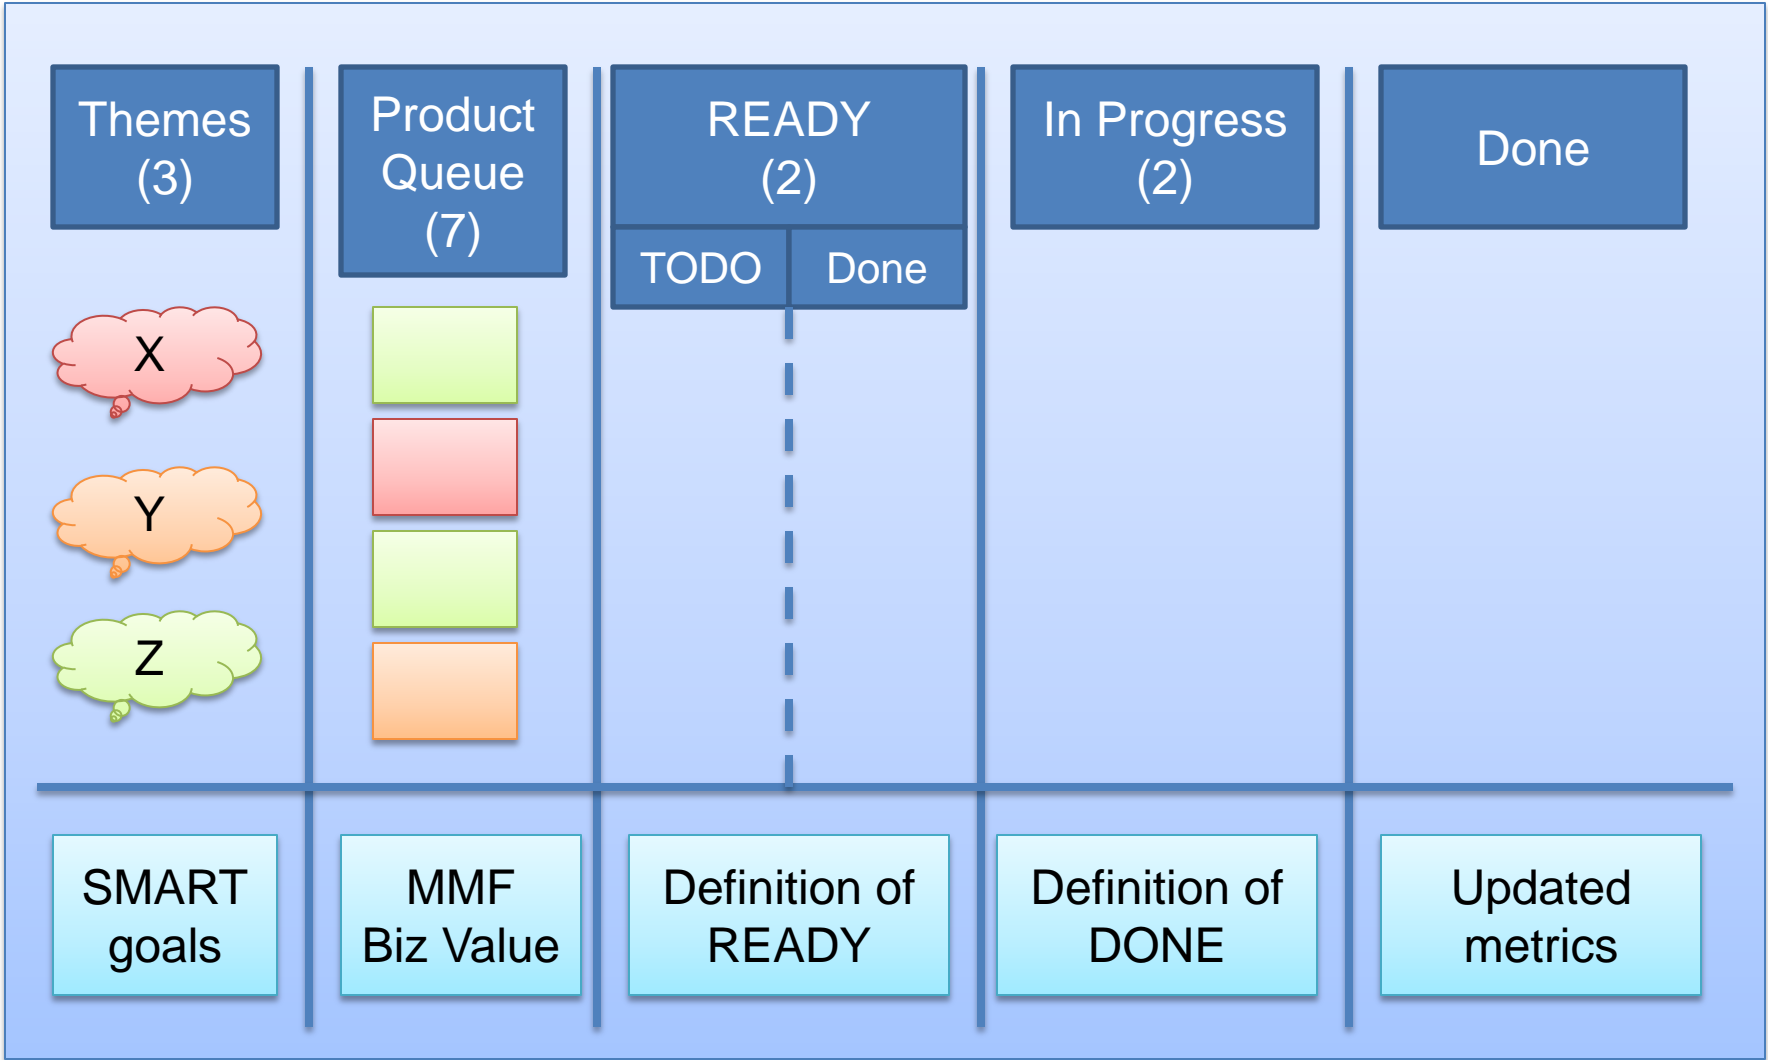 Themes
(3)
Product
Queue
(7)
READY
(2)
TODO
Done
In Progress
(2)
Done
X
Y
Z
SMART
goals
MMF
Biz Value
Definition of
READY
Definition of
DONE
Updated
metrics